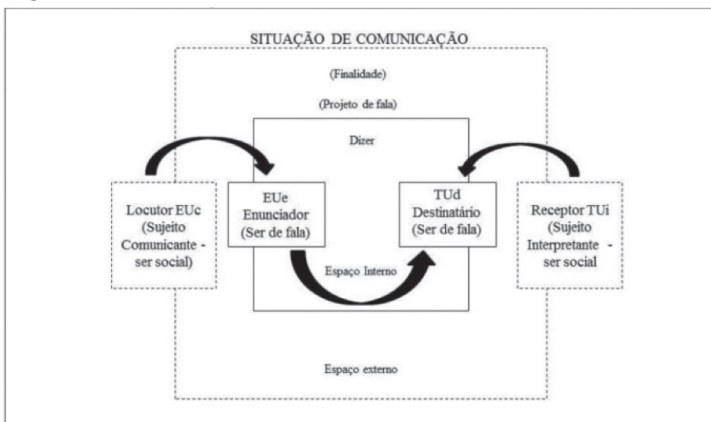 SITUAÇÃO DE COMUNICAÇÃO
(Finalidade)
(Projeto de fala)
Dizer
Locutor EUc
(Sujeito
Comunicante -
ser social)
EUe
Enunciador
(Ser de fala)
TUd
Destinatário
(Ser de fala)
Receptor TUi
(Sujeito
Interpretante -
ser social
Espaço Interno
Espaço externo